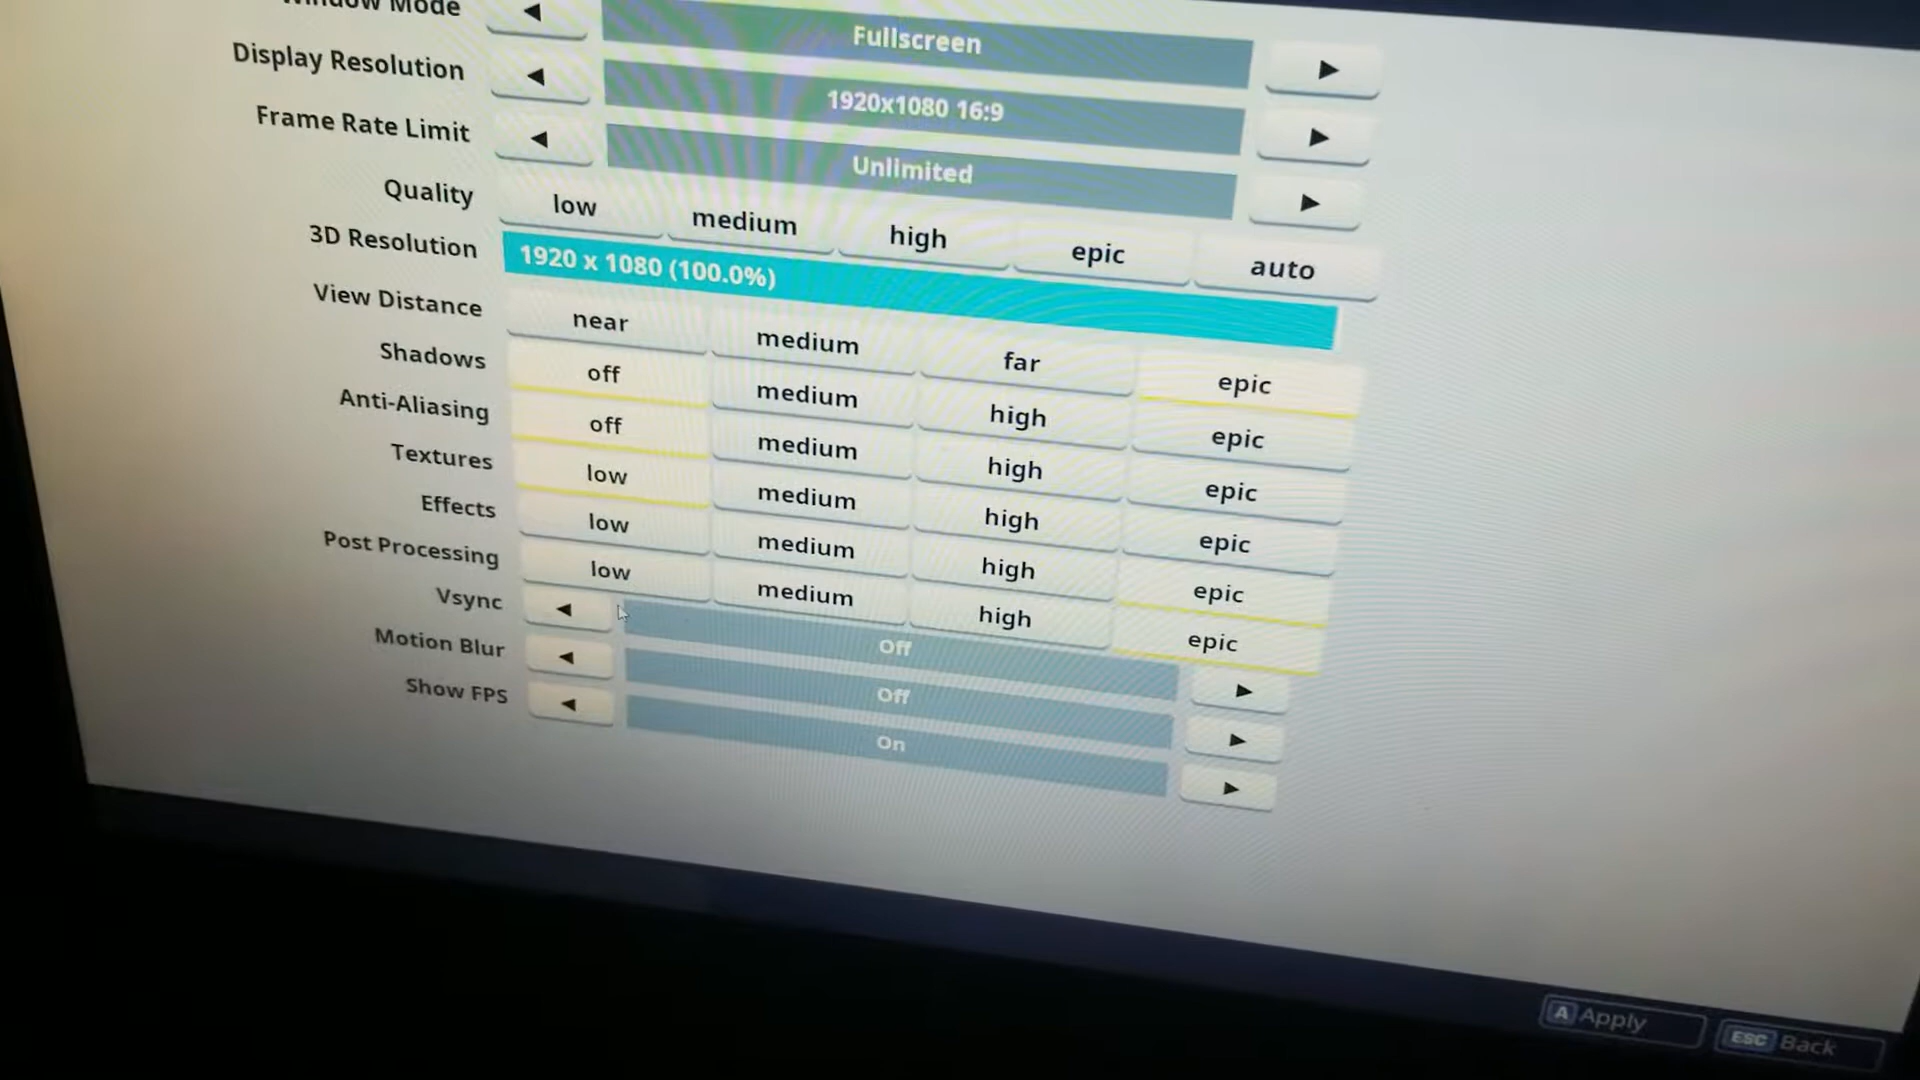 Window Mode ◀ Fullscreen ▶
Display Resolution ◀ 1920x1080 16:9 ▶
Frame Rate Limit ◀ Unlimited ▶
Quality low medium high epic auto
3D Resolution 1920 x 1080 (100.0%)
View Distance near medium far epic
Shadows off medium high epic
Anti-Aliasing off medium high epic
Textures low medium high epic
Effects low medium high epic
Post Processing low medium high epic
Vsync ◀ Off ▶
Motion Blur ◀ Off ▶
Show FPS ◀ On ▶
A Apply ESC Back